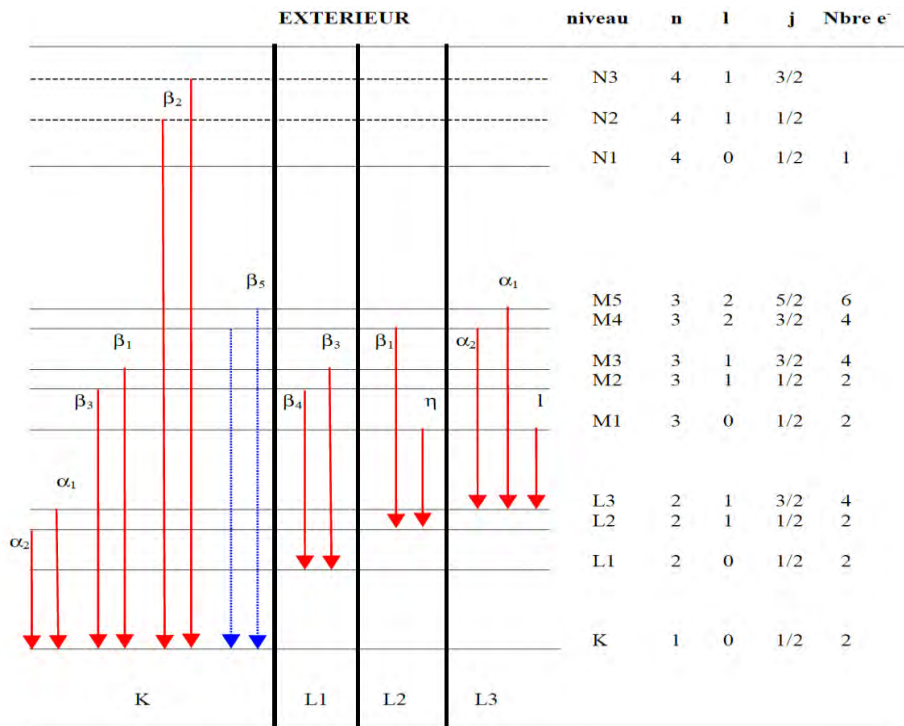 EXTERIEUR niveau n l j Nbre e⁻
N3 4 1 3/2
β₂
N2 4 1 1/2
N1 4 0 1/2 1
α₁
β₅
M5 3 2 5/2 6
M4 3 2 3/2 4
β₁ β₃ β₁ α₂
M3 3 1 3/2 4
M2 3 1 1/2 2
β₃ β₄ η l
M1 3 0 1/2 2
α₁
L3 2 1 3/2 4
L2 2 1 1/2 2
α₂
L1 2 0 1/2 2
K 1 0 1/2 2
K L1 L2 L3